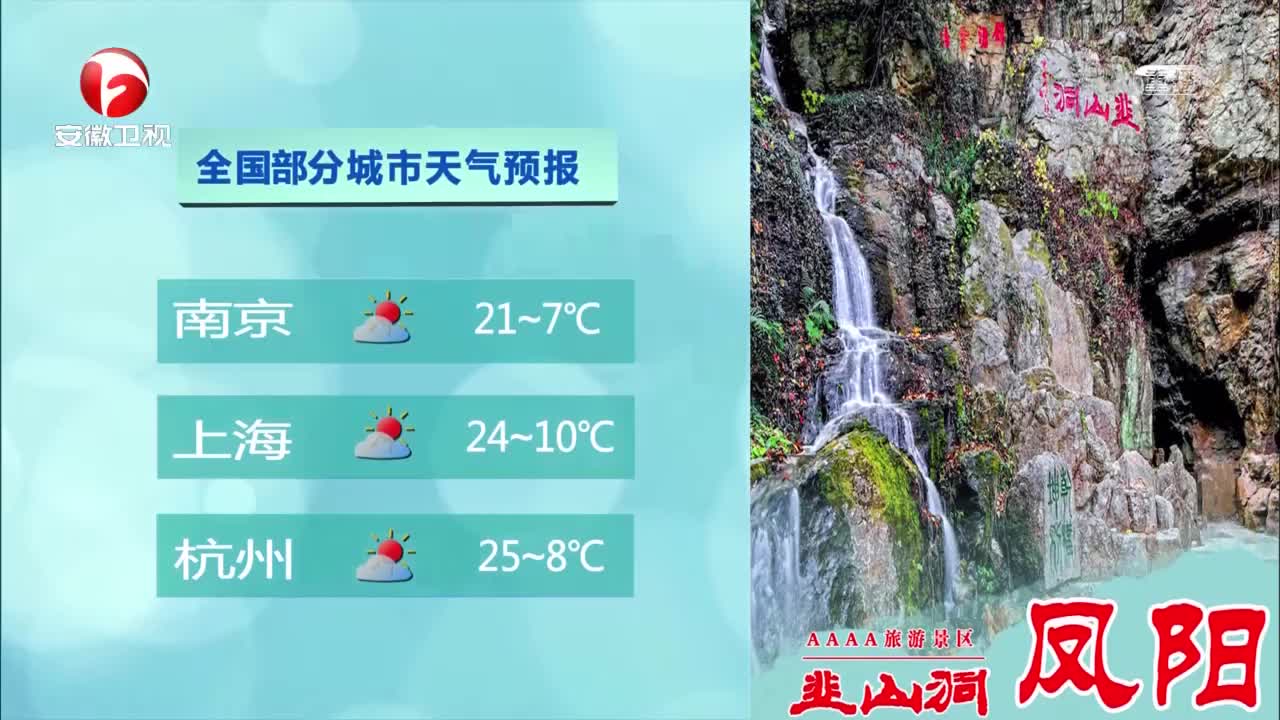 安徽卫视
全国部分城市天气预报
南京 21~7℃
上海 24~10℃
杭州 25~8℃
韭山洞
AAAA旅游景区
韭山洞
凤阳